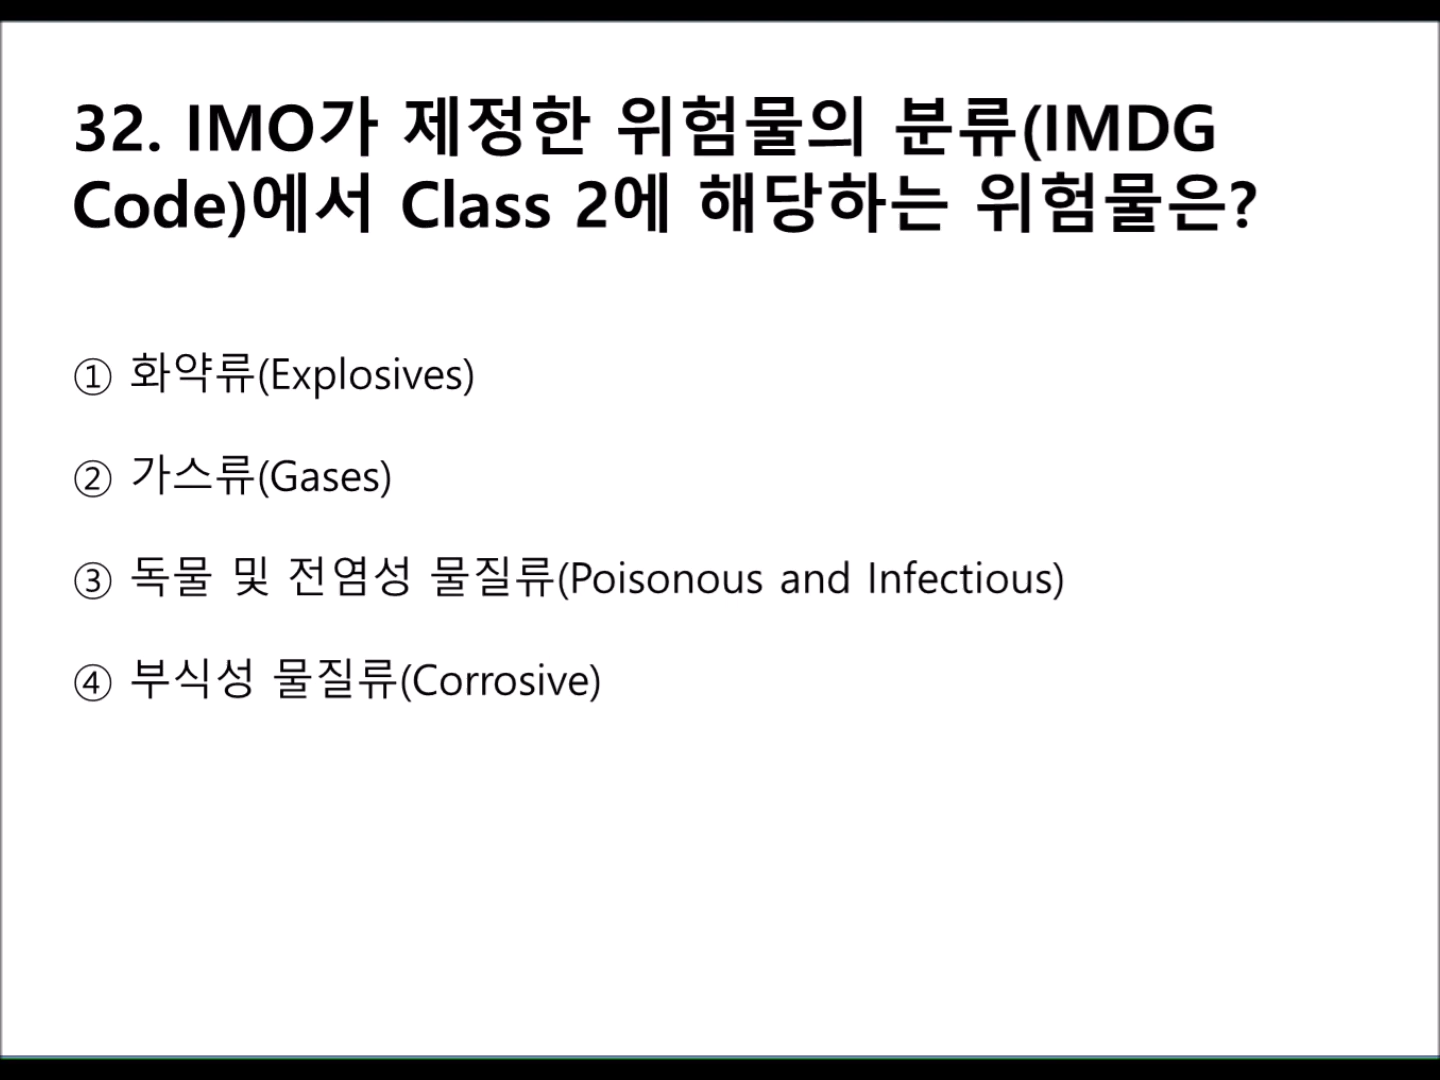 32. IMO가 제정한 위험물의 분류(IMDG
Code)에서 Class 2에 해당하는 위험물은?
① 화약류(Explosives)
② 가스류(Gases)
③ 독물 및 전염성 물질류(Poisonous and Infectious)
④ 부식성 물질류(Corrosive)